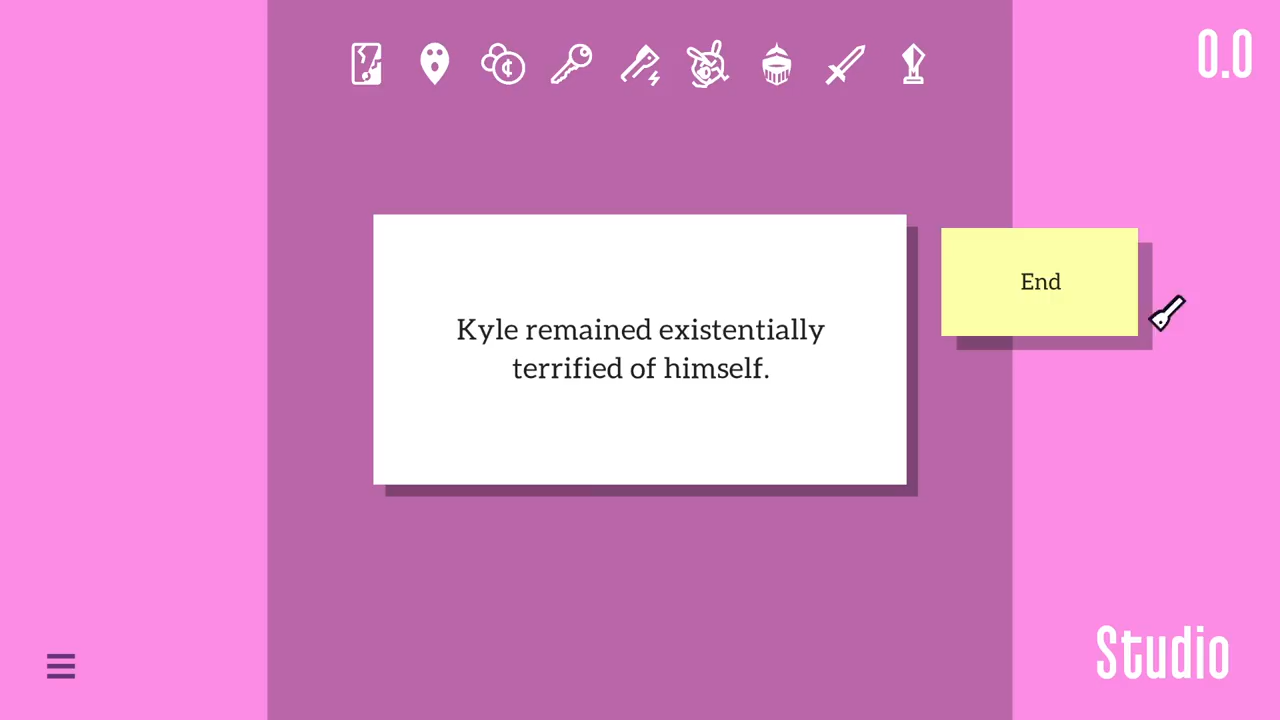 0.0
Kyle remained existentially
terrified of himself.
End
Studio